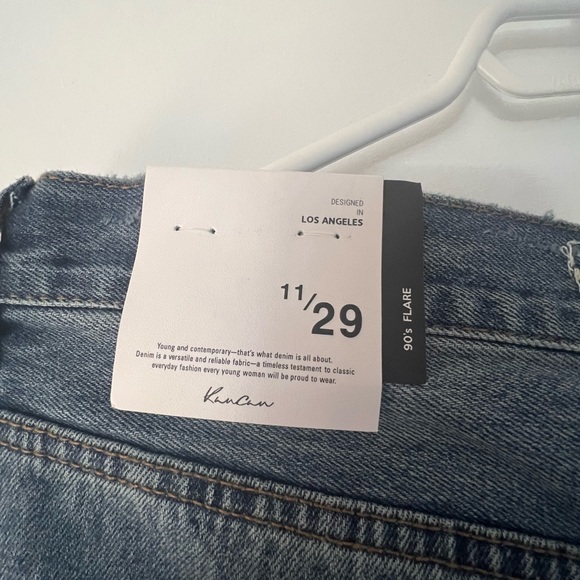 DESIGNED
IN
LOS ANGELES
11/29
90's FLARE
Young and contemporary—that's what denim is all about.
Denim is a versatile and reliable fabric—a timeless testament to classic
everyday fashion every young woman will be proud to wear.
KanCan